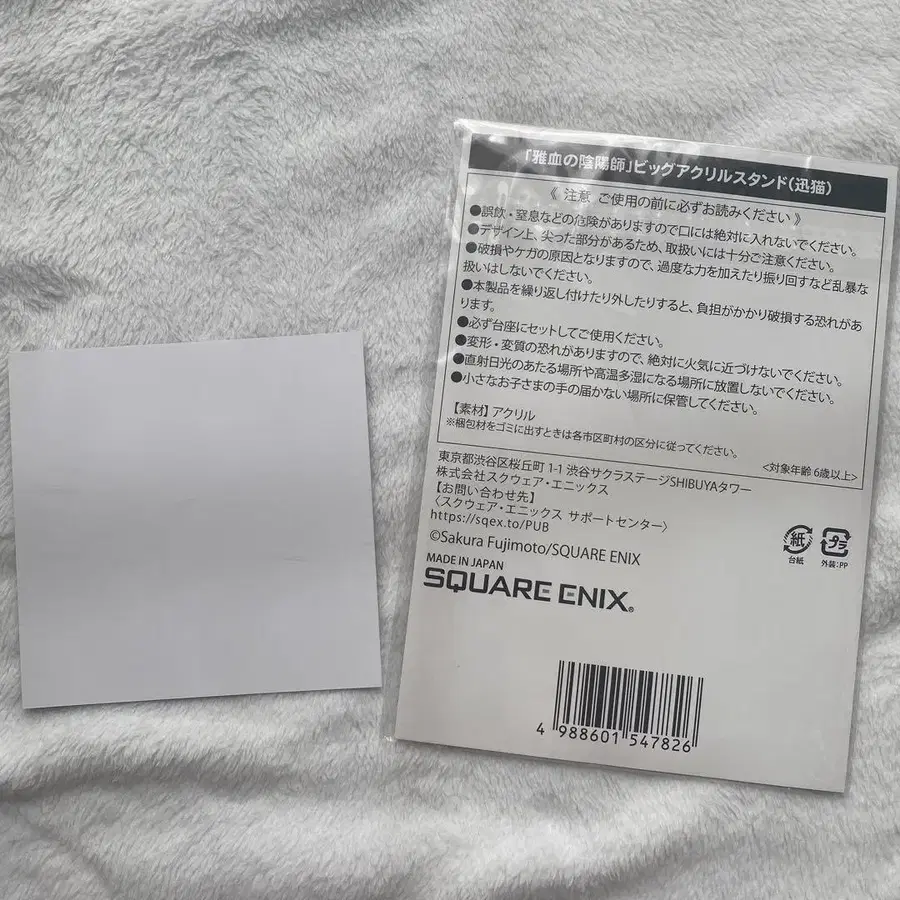 「雅血の陰陽師」ビッグアクリルスタンド(迅猫)
《 注意 ご使用の前に必ずお読みください 》
●誤飲・窒息などの危険がありますので口には絶対に入れないでください。
●デザイン上、尖った部分があるため、取扱いには十分ご注意ください。
●破損やケガの原因となりますので、過度な力を加えたり振り回すなど乱暴な
扱いはしないでください。
●本製品を繰り返し付けたり外したりすると、負担がかかり破損する恐れがあ
ります。
●必ず台座にセットしてご使用ください。
●変形・変質の恐れがありますので、絶対に火気に近づけないでください。
●直射日光のあたる場所や高温多湿になる場所に放置しないでください。
●小さなお子さまの手の届かない場所に保管してください。
【素材】アクリル
※梱包材をゴミに出すときは各市区町村の区分に従ってください。
<対象年齢 6歳以上>
東京都渋谷区桜丘町 1-1 渋谷サクラステージSHIBUYAタワー
株式会社スクウェア・エニックス
【お問い合わせ先】
〈スクウェア・エニックス サポートセンター〉
https://sqex.to/PUB
©Sakura Fujimoto/SQUARE ENIX
MADE IN JAPAN
SQUARE ENIX®
紙
台紙
プラ
外装:PP
4 988601 547826